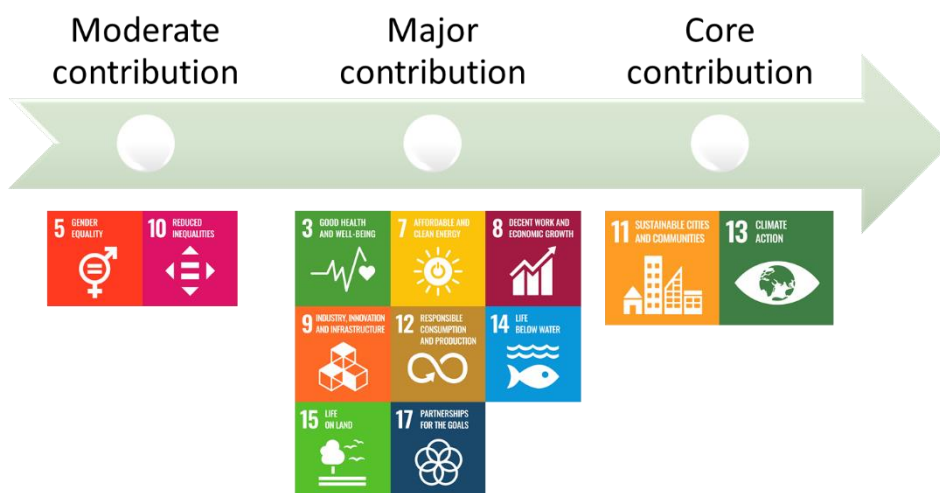 Moderate
contribution
Major
contribution
Core
contribution
5 GENDER
EQUALITY
10 REDUCED
INEQUALITIES
3 GOOD HEALTH
AND WELL-BEING
7 AFFORDABLE AND
CLEAN ENERGY
8 DECENT WORK AND
ECONOMIC GROWTH
9 INDUSTRY, INNOVATION
AND INFRASTRUCTURE
12 RESPONSIBLE
CONSUMPTION
AND PRODUCTION
14 LIFE
BELOW WATER
15 LIFE
ON LAND
17 PARTNERSHIPS
FOR THE GOALS
11 SUSTAINABLE CITIES
AND COMMUNITIES
13 CLIMATE
ACTION